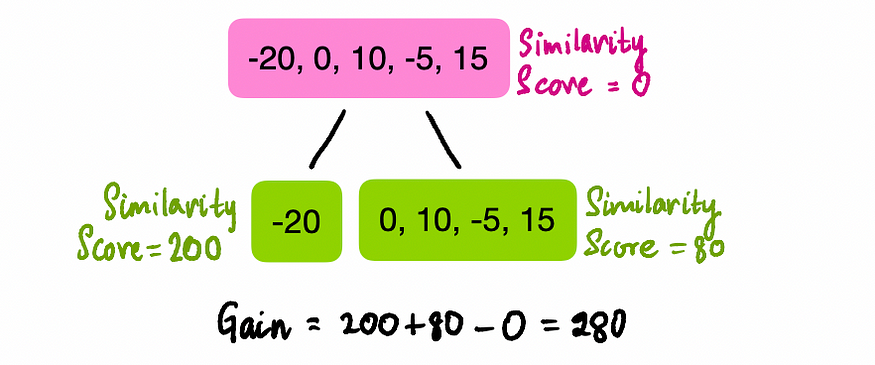 -20, 0, 10, -5, 15
Similarity
Score = 0
Similarity
Score = 200
-20
0, 10, -5, 15
Similarity
Score = 80
Gain = 200+80-0 = 280